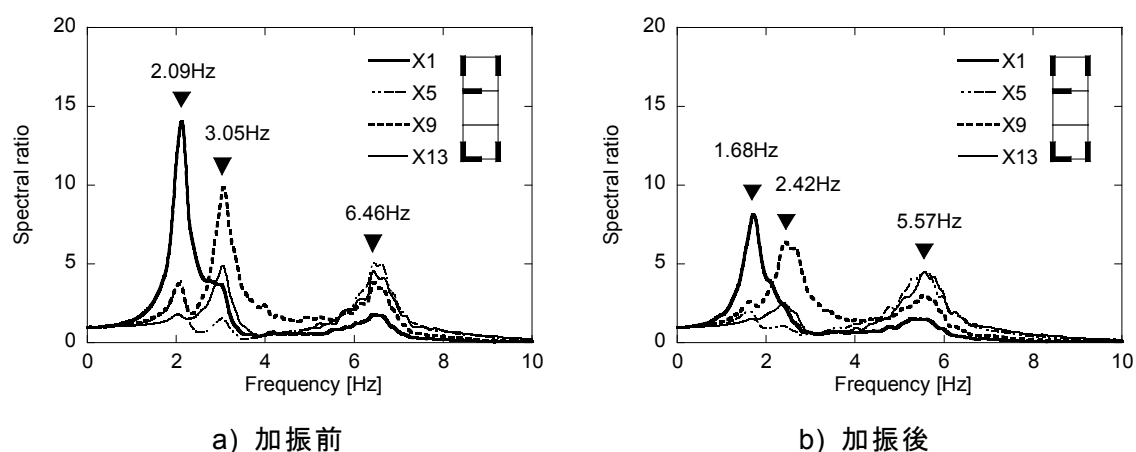 20
15
10
5
0
Spectral ratio
2.09Hz
3.05Hz
6.46Hz
X1
X5
X9
X13
0 2 4 6 8 10
Frequency [Hz]
a) 加振前
20
15
10
5
0
Spectral ratio
1.68Hz
2.42Hz
5.57Hz
X1
X5
X9
X13
0 2 4 6 8 10
Frequency [Hz]
b) 加振後